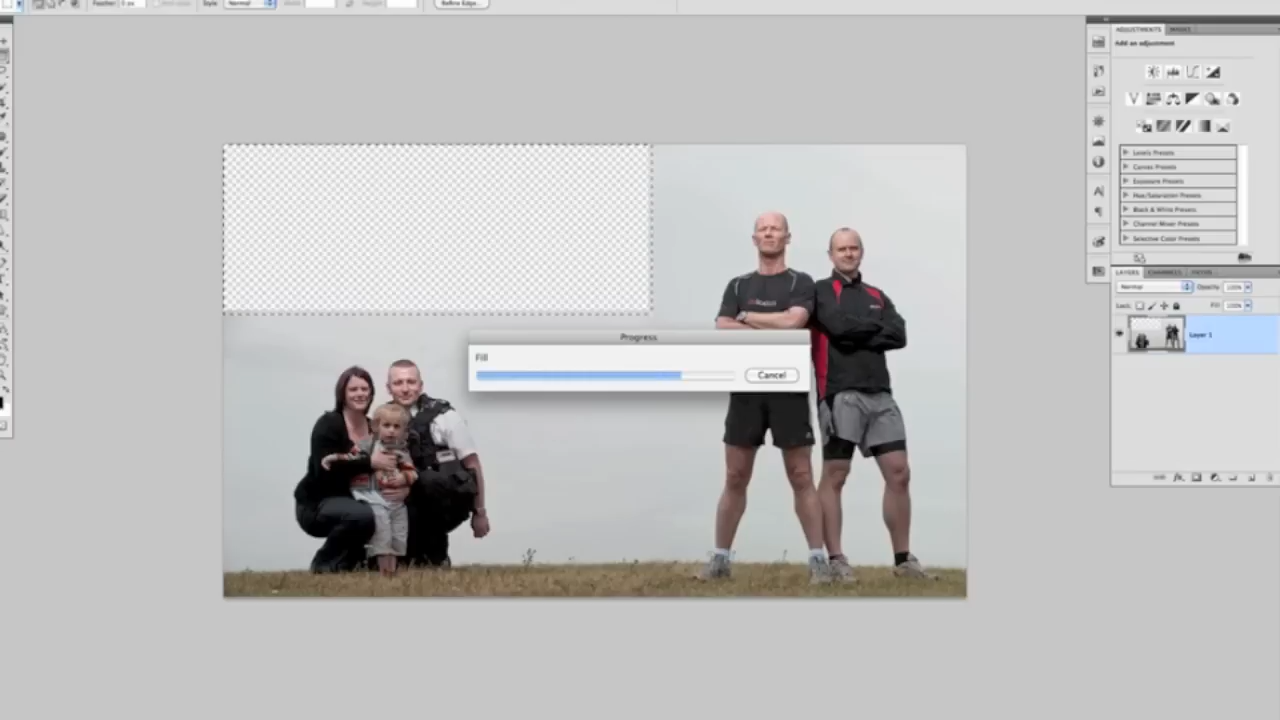 Feather: 0 px Style: Normal Width: Height: Refine Edge...
ADJUSTMENTS MASKS
Add an adjustment
Levels Presets
Curves Presets
Exposure Presets
Hue/Saturation Presets
Black & White Presets
Channel Mixer Presets
Selective Color Presets
LAYERS CHANNELS PATHS
Normal Opacity: 100%
Lock: Fill: 100%
Layer 1
Progress
Fill
Cancel